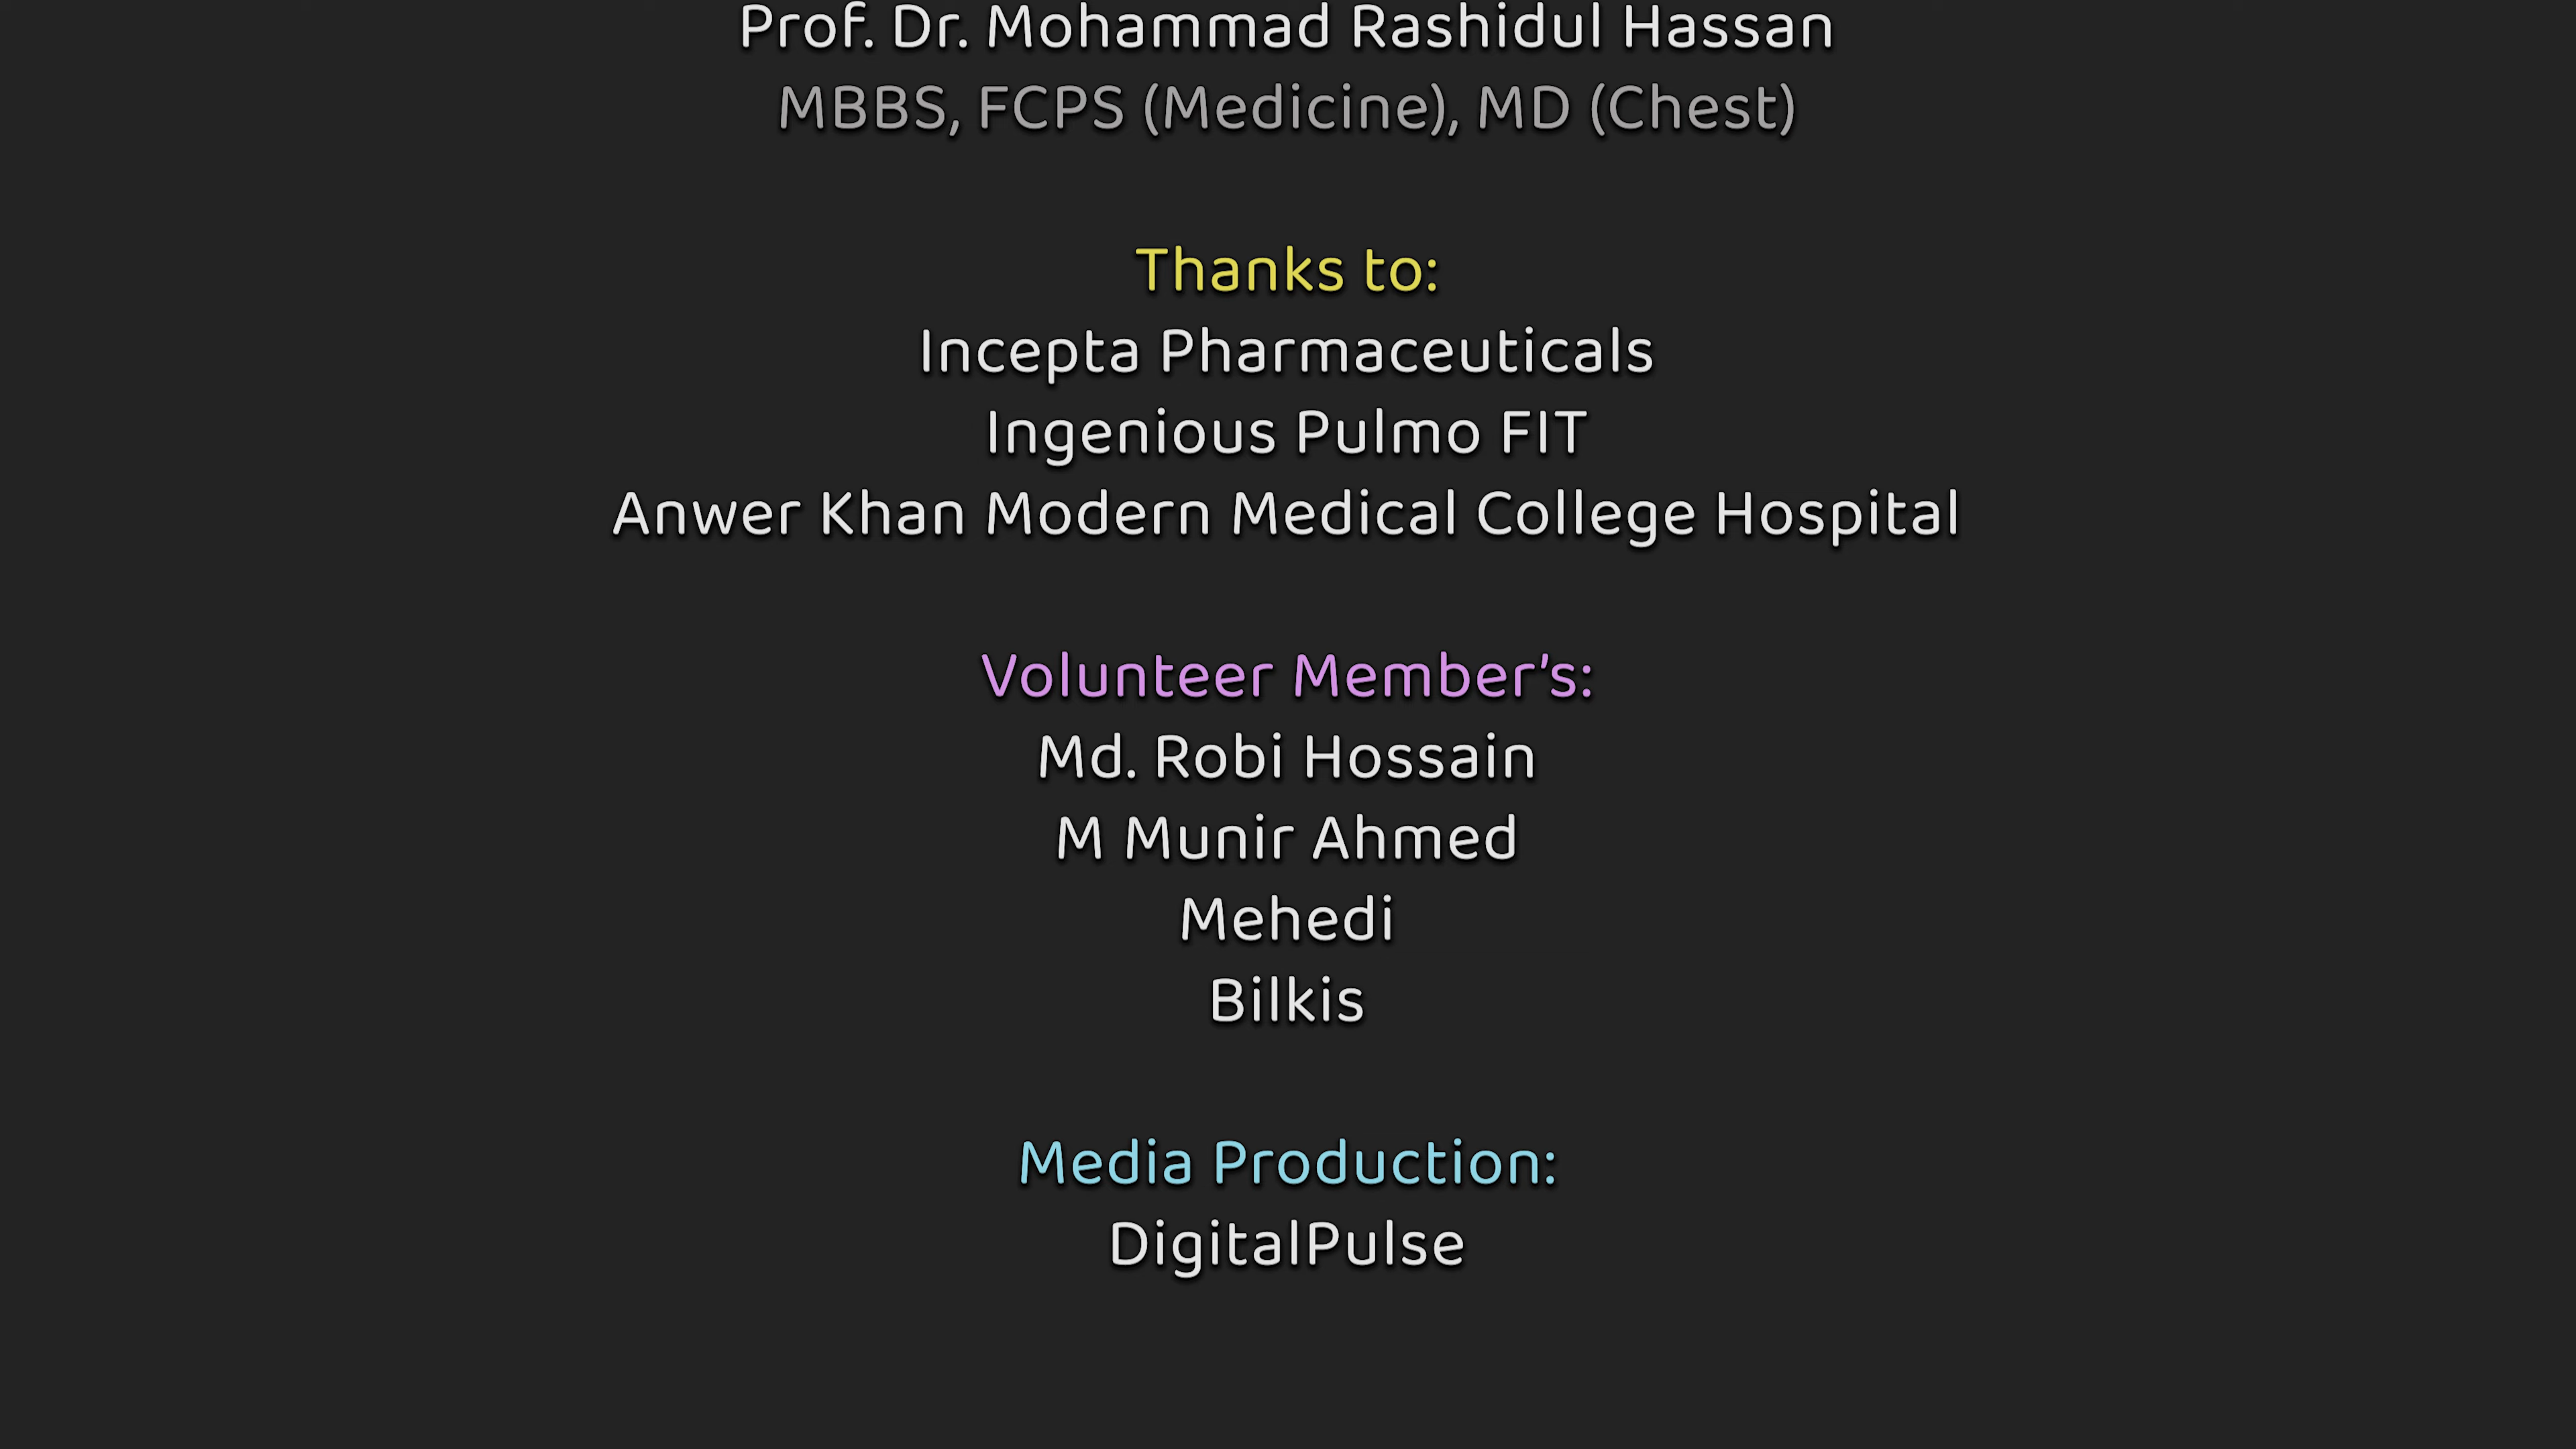 Prof. Dr. Mohammad Rashidul Hassan
MBBS, FCPS (Medicine), MD (Chest)
Thanks to:
Incepta Pharmaceuticals
Ingenious Pulmo FIT
Anwer Khan Modern Medical College Hospital
Volunteer Member’s:
Md. Robi Hossain
M Munir Ahmed
Mehedi
Bilkis
Media Production:
DigitalPulse